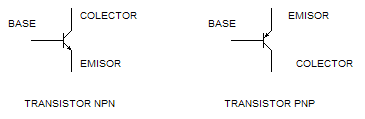 COLECTOR
BASE
EMISOR
TRANSISTOR NPN
EMISOR
BASE
COLECTOR
TRANSISTOR PNP